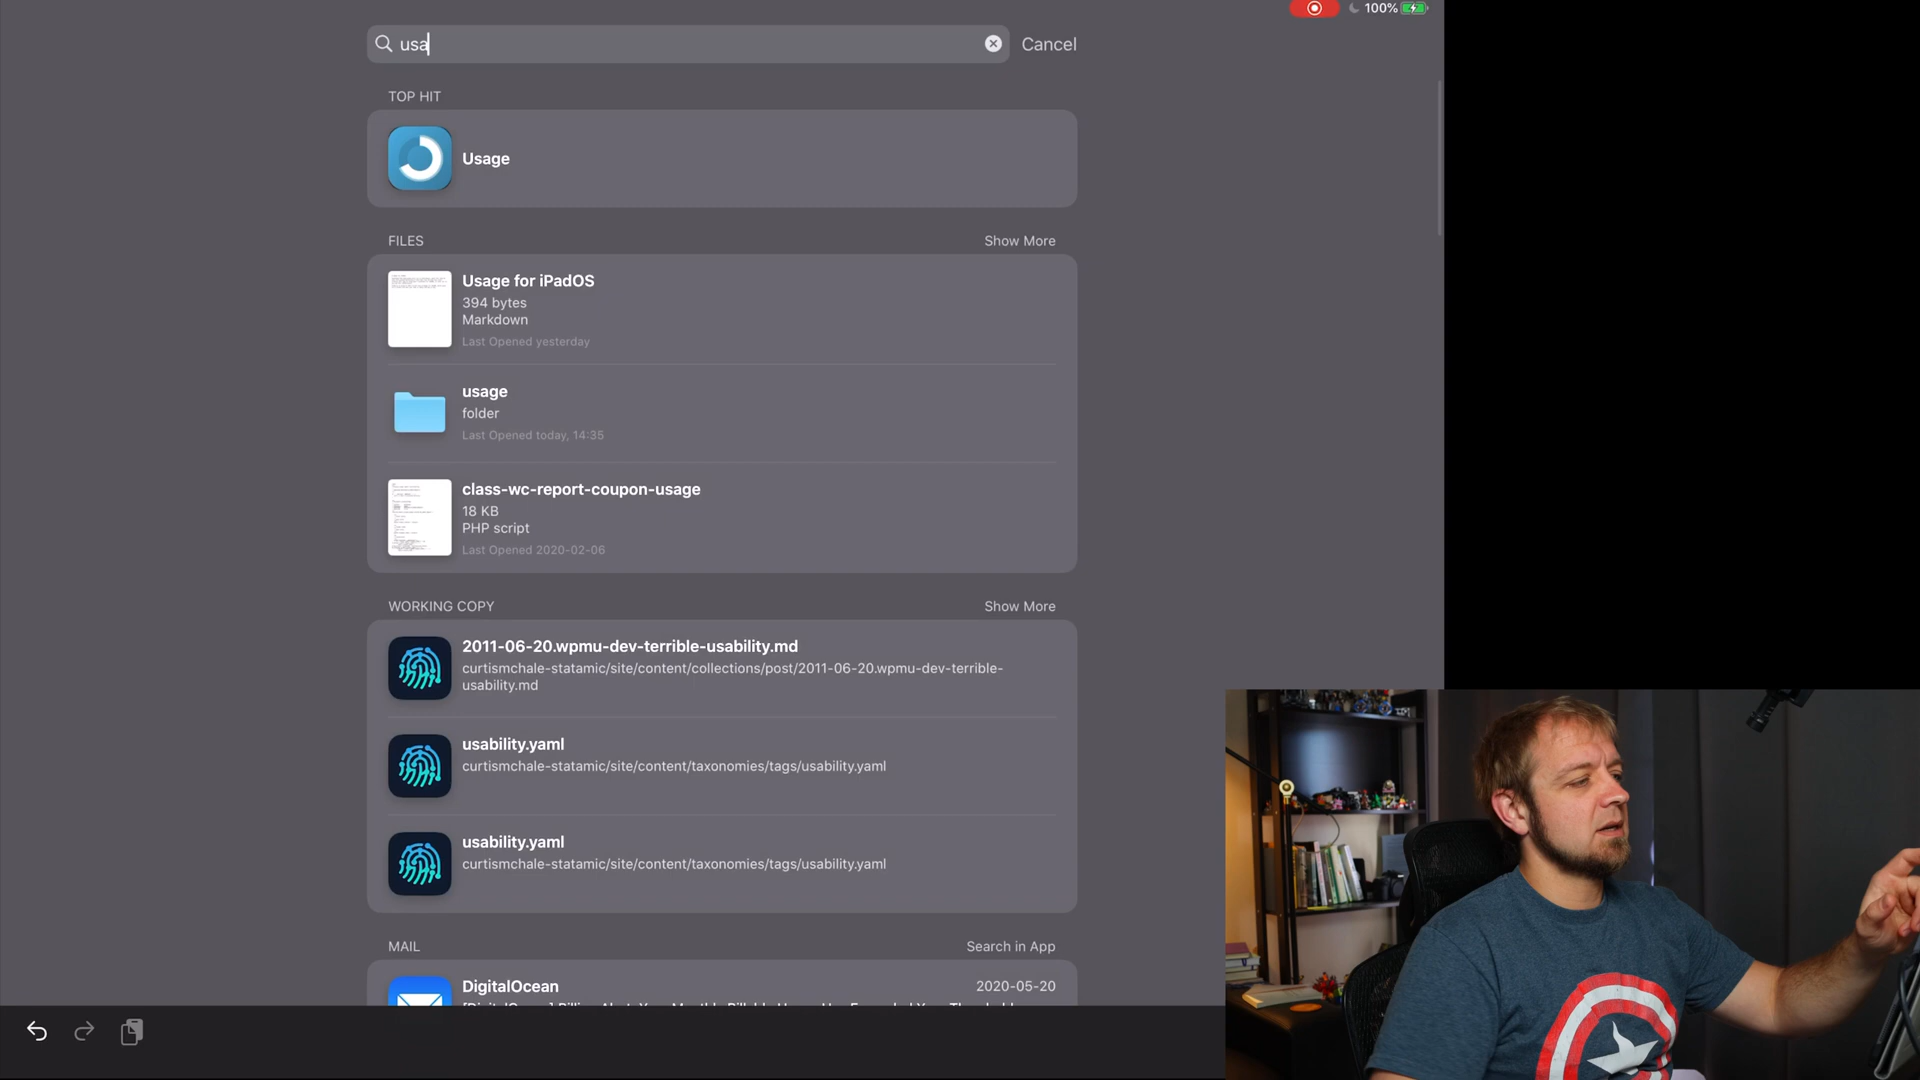 100%
usa
Cancel
TOP HIT
Usage
FILES
Show More
Usage for iPadOS
394 bytes
Markdown
Last Opened yesterday
usage
folder
Last Opened today, 14:35
class-wc-report-coupon-usage
18 KB
PHP script
Last Opened 2020-02-06
WORKING COPY
Show More
2011-06-20.wpmu-dev-terrible-usability.md
curtismchale-statamic/site/content/collections/post/2011-06-20.wpmu-dev-terrible-
usability.md
usability.yaml
curtismchale-statamic/site/content/taxonomies/tags/usability.yaml
usability.yaml
curtismchale-statamic/site/content/taxonomies/tags/usability.yaml
MAIL
Search in App
DigitalOcean
2020-05-20